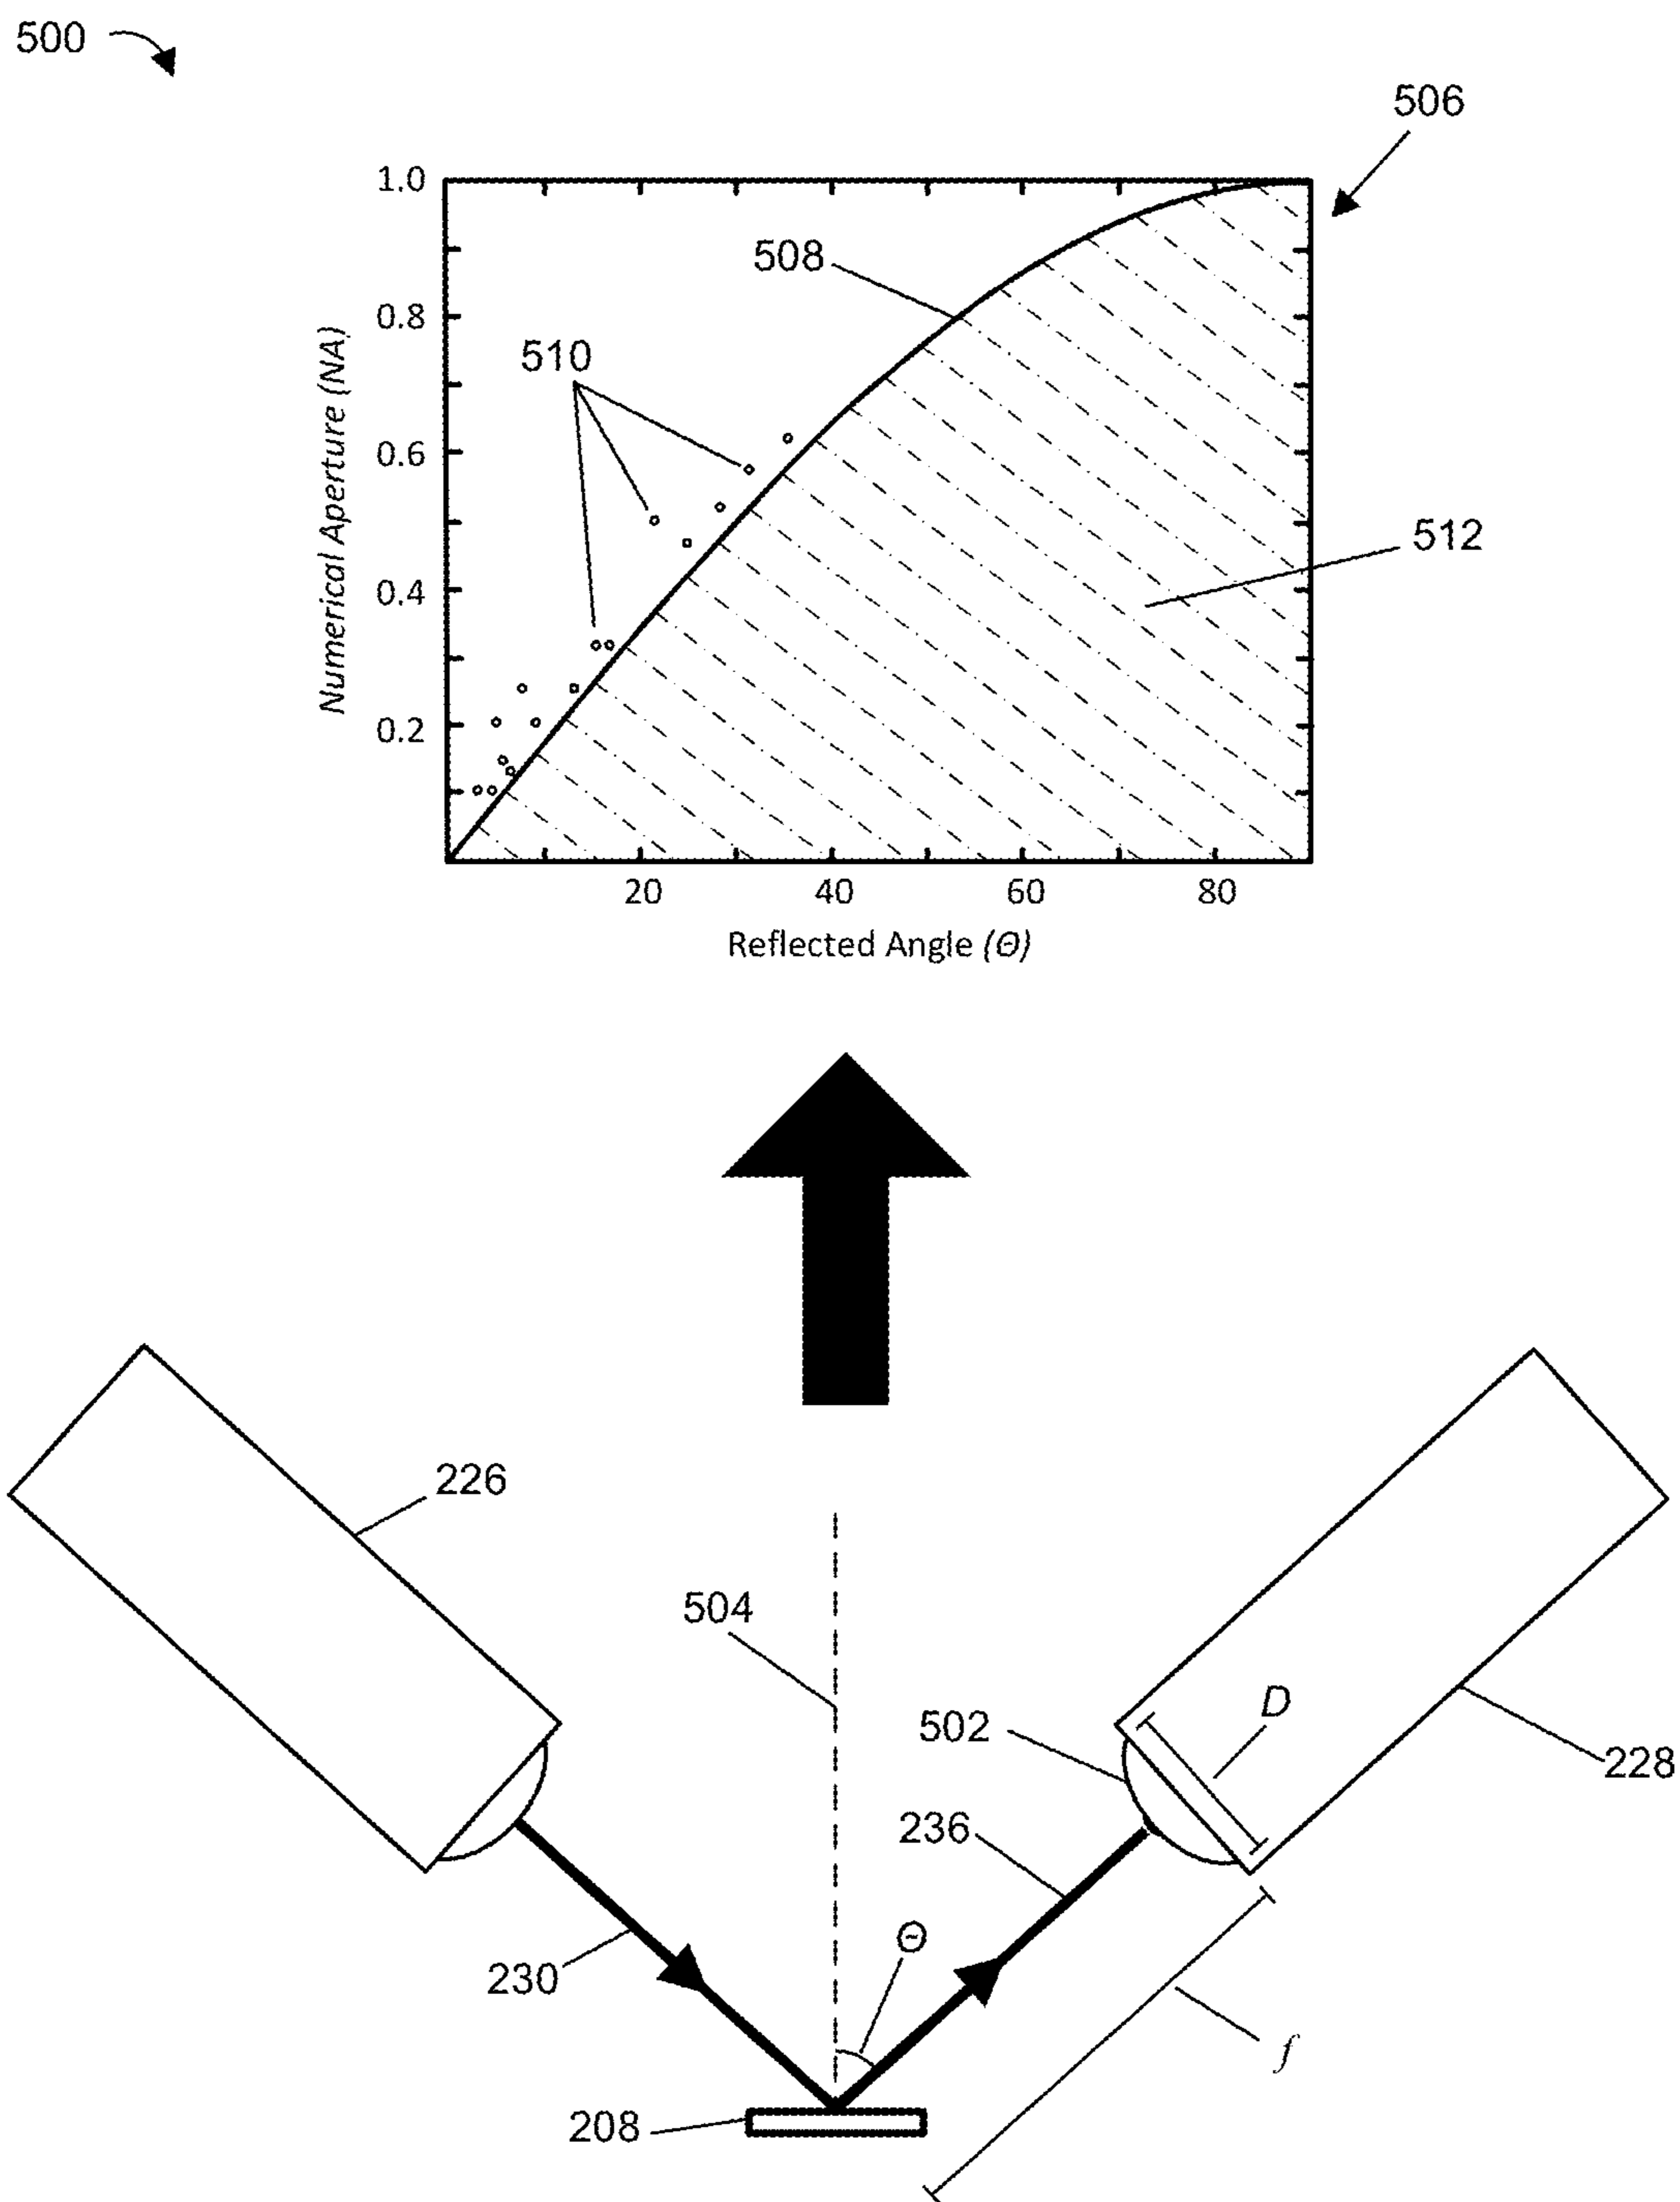 500
506
1.0
508
0.8
510
0.6
512
0.4
0.2
Numerical Aperture (NA)
20 40 60 80
Reflected Angle (Θ)
226
504
D
502
228
236
Θ
230
f
208